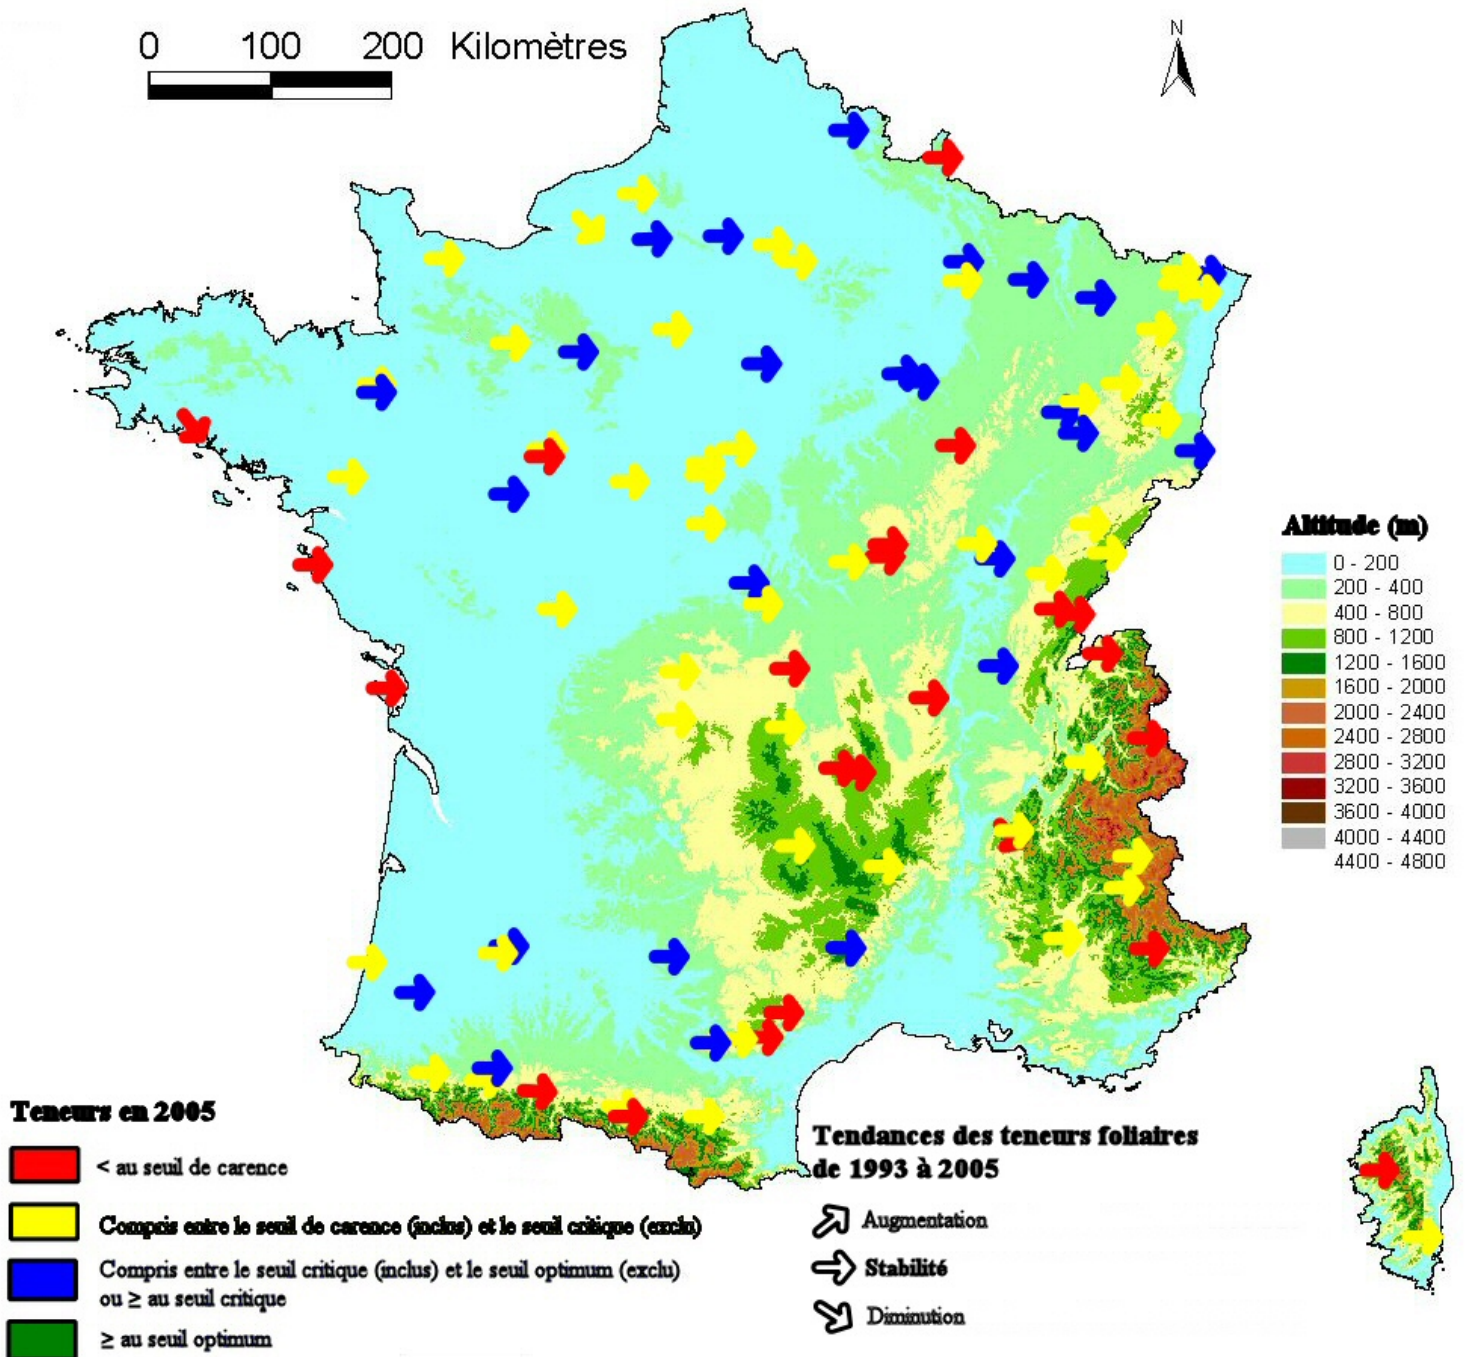 0 100 200 Kilomètres
N
Altitude (m)
0 - 200
200 - 400
400 - 800
800 - 1200
1200 - 1600
1600 - 2000
2000 - 2400
2400 - 2800
2800 - 3200
3200 - 3600
3600 - 4000
4000 - 4400
4400 - 4800
Teneurs en 2005
< au seuil de carence
Compris entre le seuil de carence (inclus) et le seuil critique (exclu)
Compris entre le seuil critique (inclus) et le seuil optimum (exclu)
ou ≥ au seuil critique
≥ au seuil optimum
Tendances des teneurs foliaires
de 1993 à 2005
Augmentation
Stabilité
Diminution